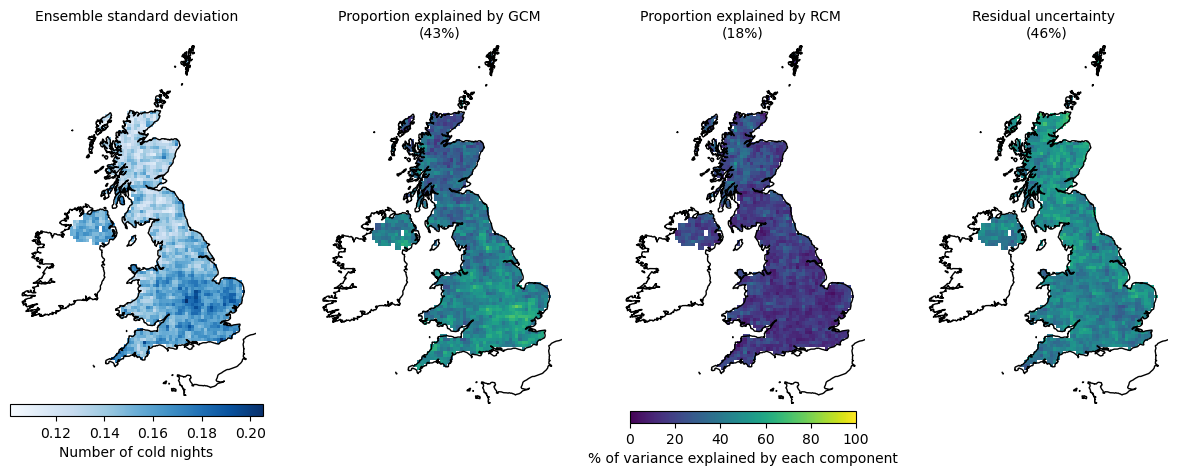 Ensemble standard deviation
Proportion explained by GCM
(43%)
Proportion explained by RCM
(18%)
Residual uncertainty
(46%)
0.12 0.14 0.16 0.18 0.20
Number of cold nights
0 20 40 60 80 100
% of variance explained by each component